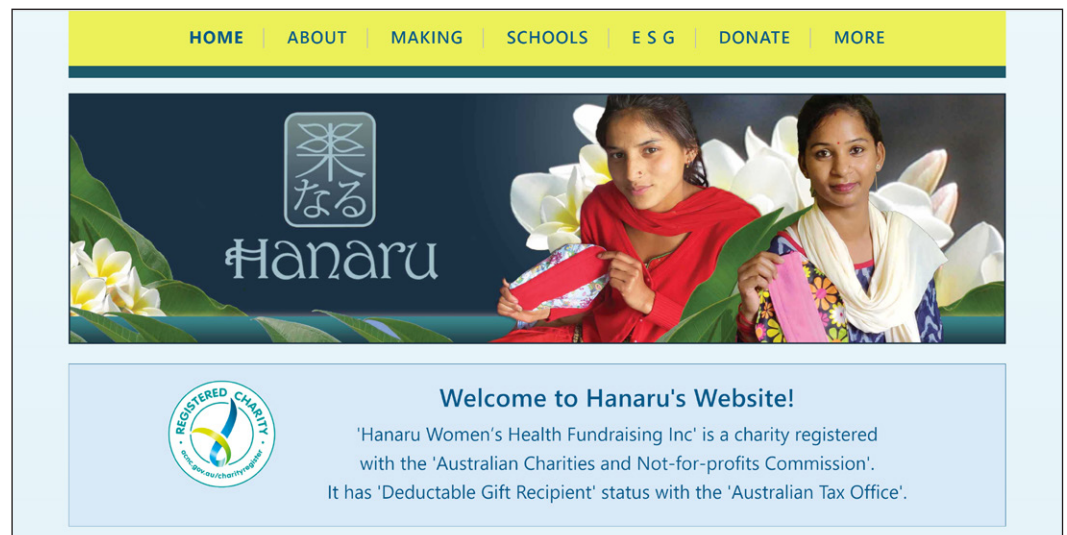 HOME ABOUT MAKING SCHOOLS E S G DONATE MORE
なる
Hanaru
REGISTERED CHARITY
acnc.gov.au/charityregister
Welcome to Hanaru's Website!
'Hanaru Women’s Health Fundraising Inc' is a charity registered
with the 'Australian Charities and Not-for-profits Commission'.
It has 'Deductable Gift Recipient' status with the 'Australian Tax Office'.